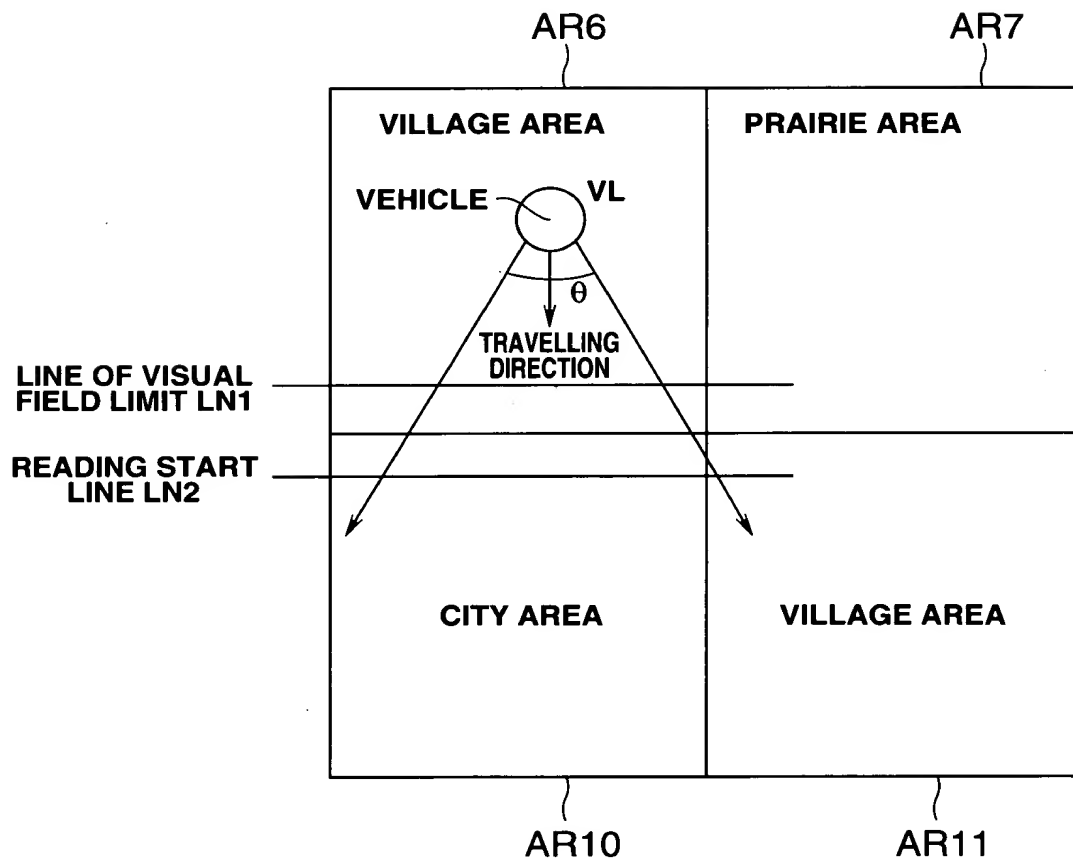 AR6
AR7
VILLAGE AREA
PRAIRIE AREA
VEHICLE
VL
θ
TRAVELLING
DIRECTION
LINE OF VISUAL
FIELD LIMIT LN1
READING START
LINE LN2
CITY AREA
VILLAGE AREA
AR10
AR11